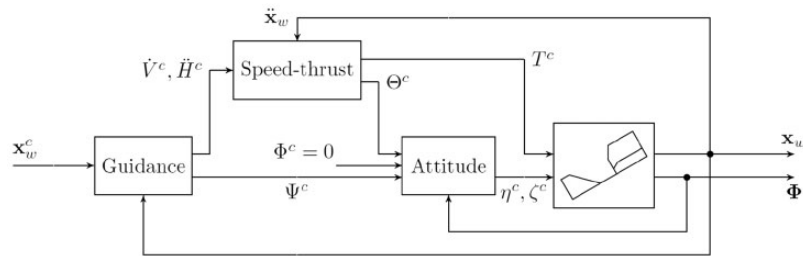 ẍ_w
V̇^c, Ḧ^c
Speed-thrust
T^c
Θ^c
x_w^c
Guidance
Φ^c = 0
Attitude
x_u
Ψ^c
η^c, ζ^c
Φ